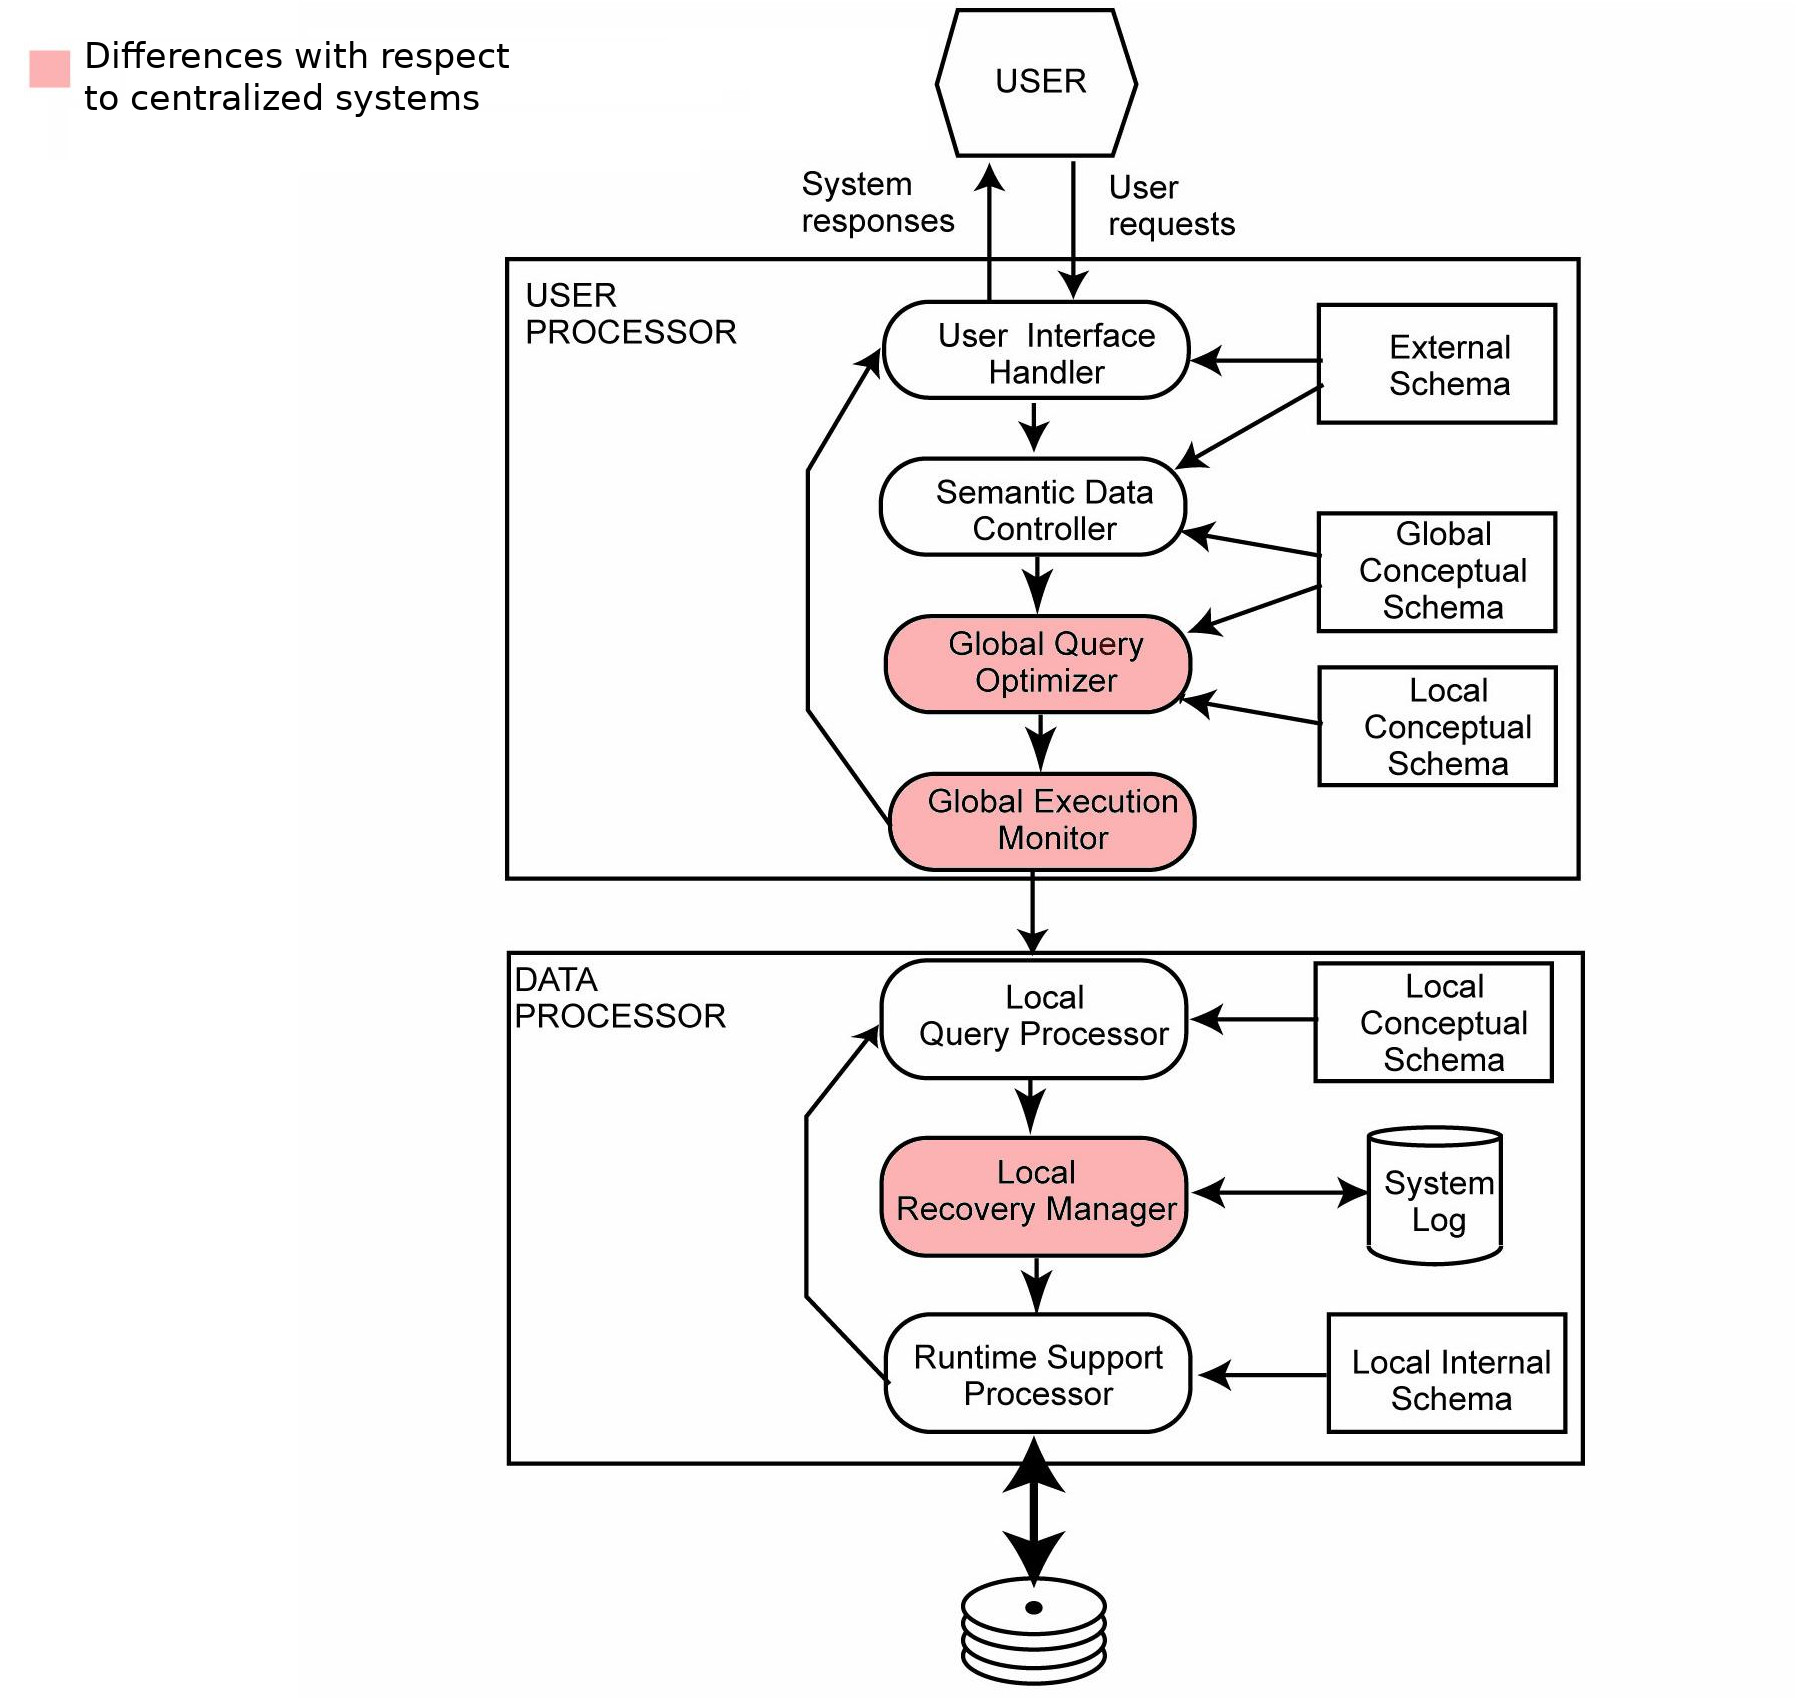 Differences with respect
to centralized systems
USER
System
responses
User
requests
USER
PROCESSOR
User Interface
Handler
External
Schema
Semantic Data
Controller
Global
Conceptual
Schema
Global Query
Optimizer
Local
Conceptual
Schema
Global Execution
Monitor
DATA
PROCESSOR
Local
Query Processor
Local
Conceptual
Schema
Local
Recovery Manager
System
Log
Runtime Support
Processor
Local Internal
Schema